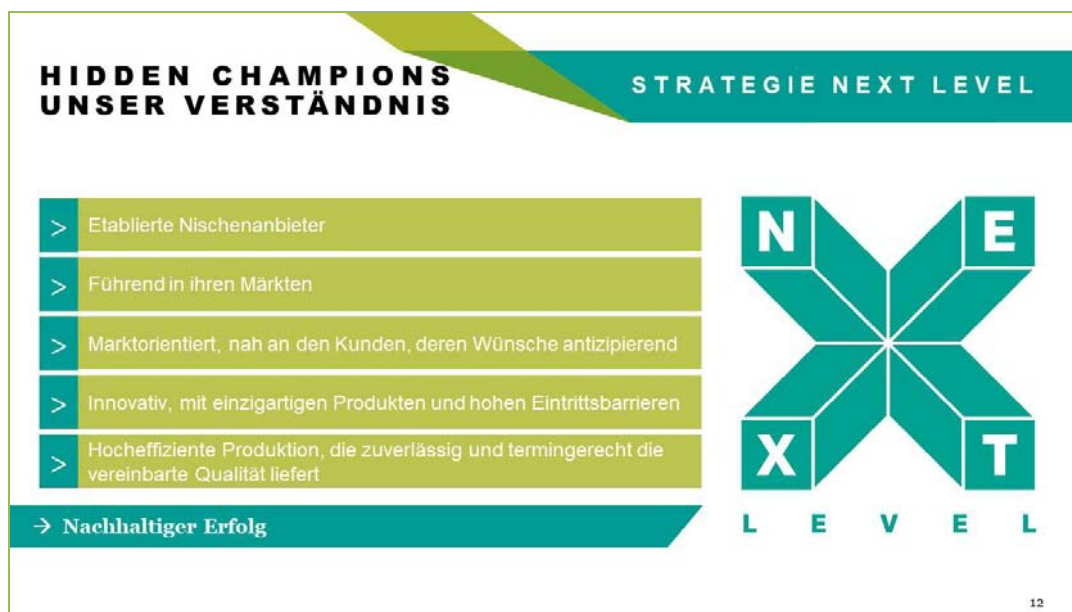 HIDDEN CHAMPIONS
UNSER VERSTÄNDNIS
STRATEGIE NEXT LEVEL
> Etablierte Nischenanbieter
> Führend in ihren Märkten
> Marktorientiert, nah an den Kunden, deren Wünsche antizipierend
> Innovativ, mit einzigartigen Produkten und hohen Eintrittsbarrieren
> Hocheffiziente Produktion, die zuverlässig und termingerecht die
vereinbarte Qualität liefert
→ Nachhaltiger Erfolg
N E
X T
LEVEL
12